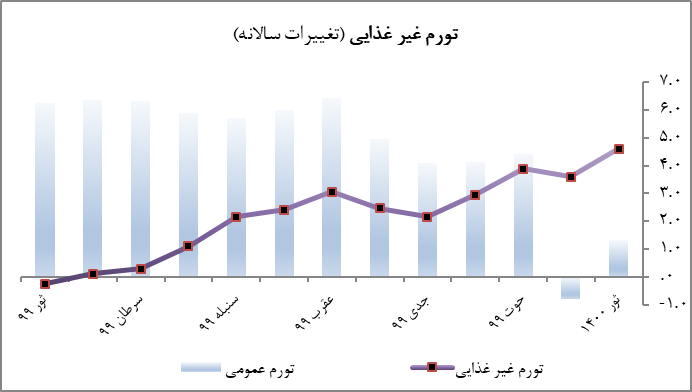 تورم غیر غذایی (تغییرات سالانه)
۷.۰
۶.۰
۵.۰
۴.۰
۳.۰
۲.۰
۱.۰
.۰
-۱.۰
ثور ۹۹
سرطان ۹۹
سنبله ۹۹
عقرب ۹۹
جدی ۹۹
حوت ۹۹
ثور ۱۴۰۰
تورم غیر غذایی
تورم عمومی